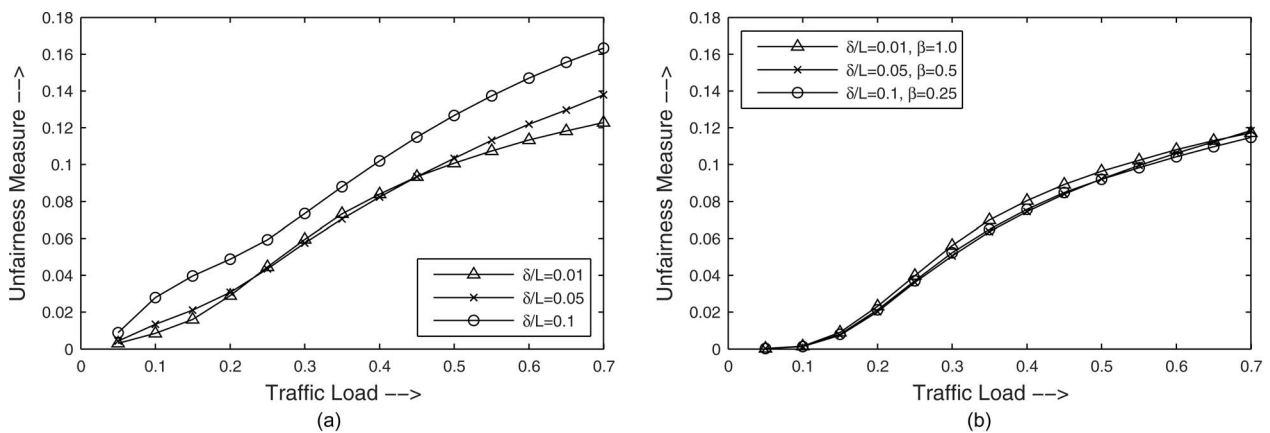 0.18
0.16
0.14
0.12
0.1
0.08
0.06
0.04
0.02
0
Unfairness Measure −−>
δ/L=0.01
δ/L=0.05
δ/L=0.1
0 0.1 0.2 0.3 0.4 0.5 0.6 0.7
Traffic Load −−>
(a)
0.18
0.16
0.14
0.12
0.1
0.08
0.06
0.04
0.02
0
Unfairness Measure −−>
δ/L=0.01, β=1.0
δ/L=0.05, β=0.5
δ/L=0.1, β=0.25
0 0.1 0.2 0.3 0.4 0.5 0.6 0.7
Traffic Load −−>
(b)